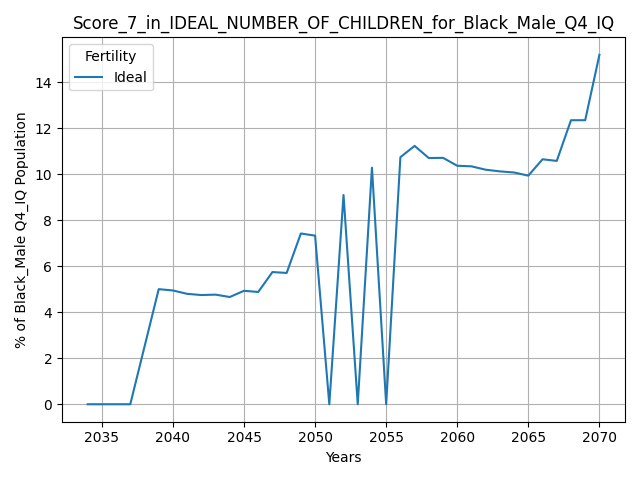 Score_7_in_IDEAL_NUMBER_OF_CHILDREN_for_Black_Male_Q4_IQ
Fertility
Ideal
% of Black_Male Q4_IQ Population
14
12
10
8
6
4
2
0
2035 2040 2045 2050 2055 2060 2065 2070
Years